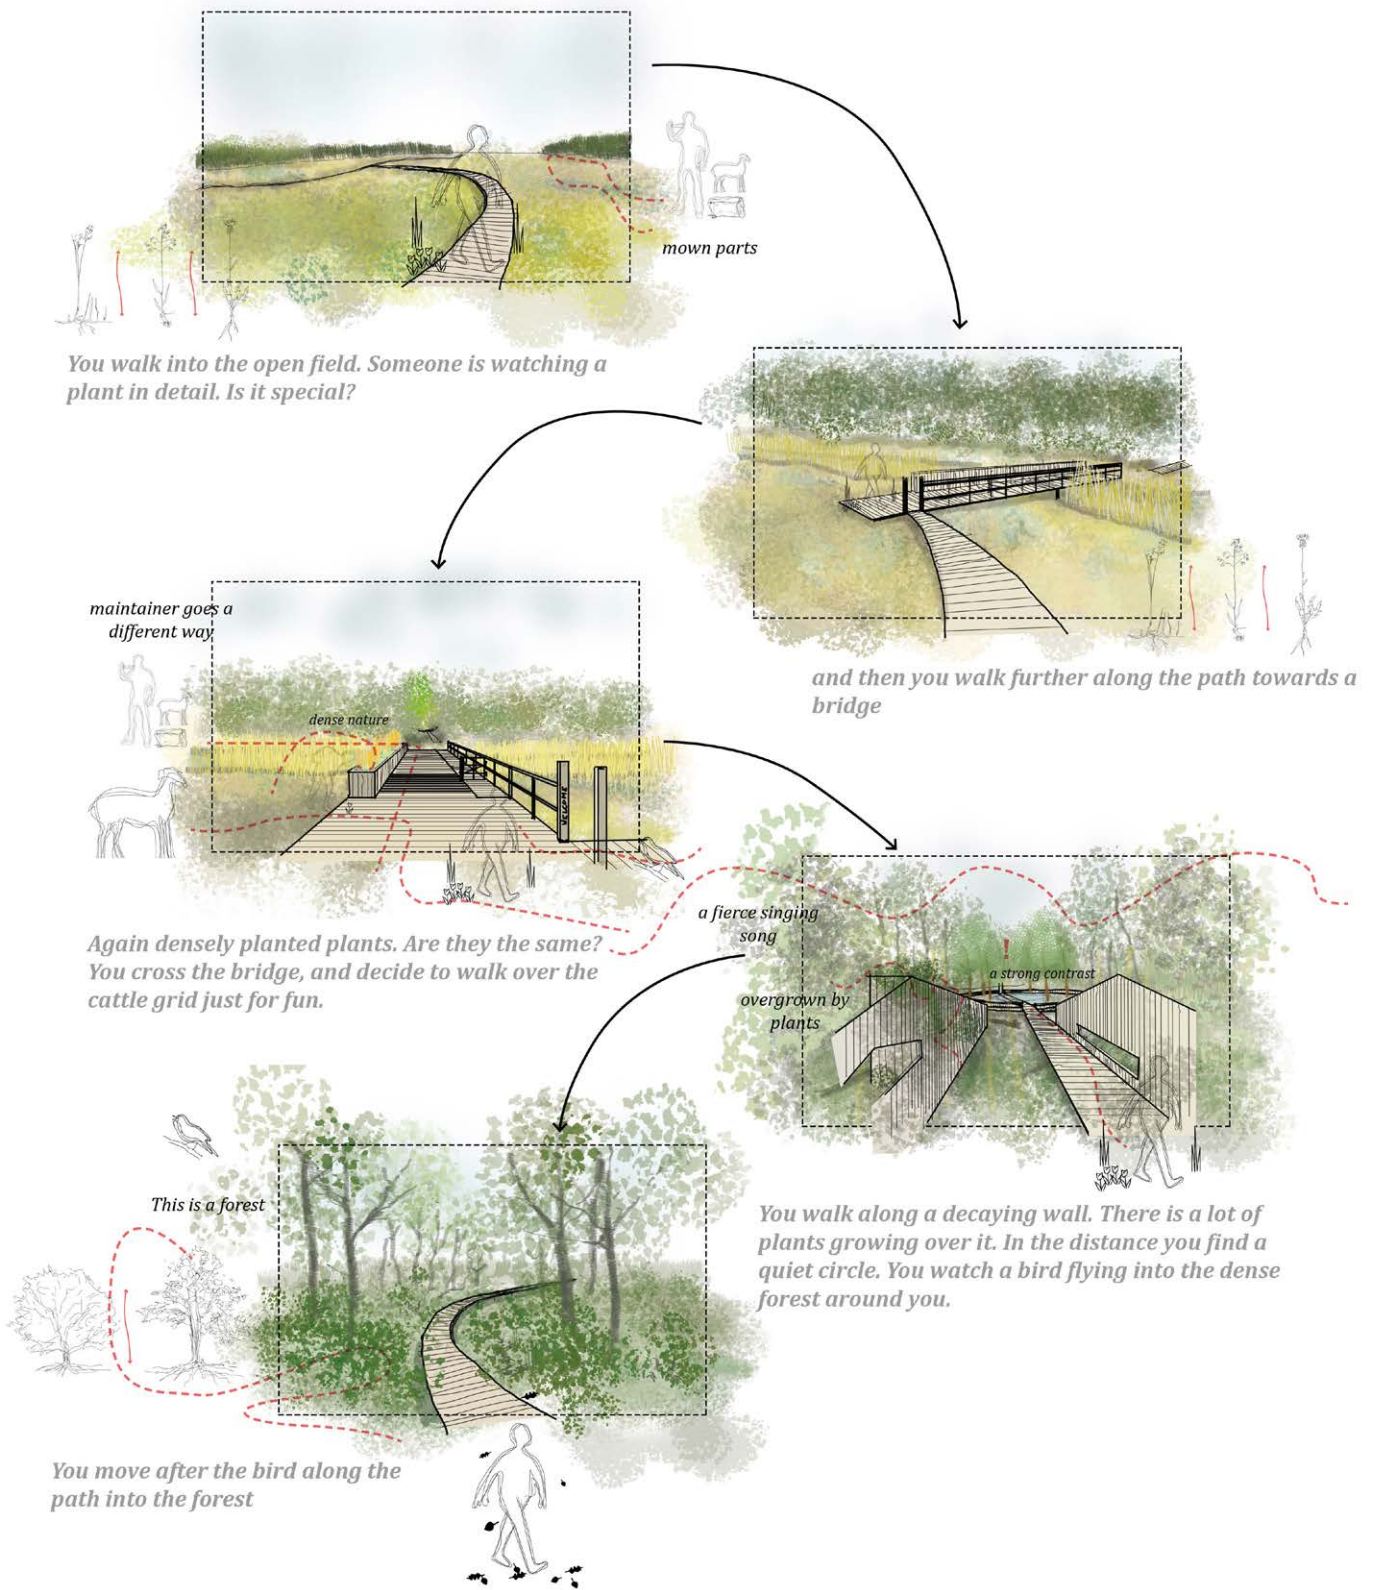 mown parts
You walk into the open field. Someone is watching a
plant in detail. Is it special?
and then you walk further along the path towards a
bridge
maintainer goes a
different way
dense nature
WELCOME
Again densely planted plants. Are they the same?
You cross the bridge, and decide to walk over the
cattle grid just for fun.
a fierce singing
song
!
a strong contrast
overgrown by
plants
You walk along a decaying wall. There is a lot of
plants growing over it. In the distance you find a
quiet circle. You watch a bird flying into the dense
forest around you.
This is a forest
You move after the bird along the
path into the forest